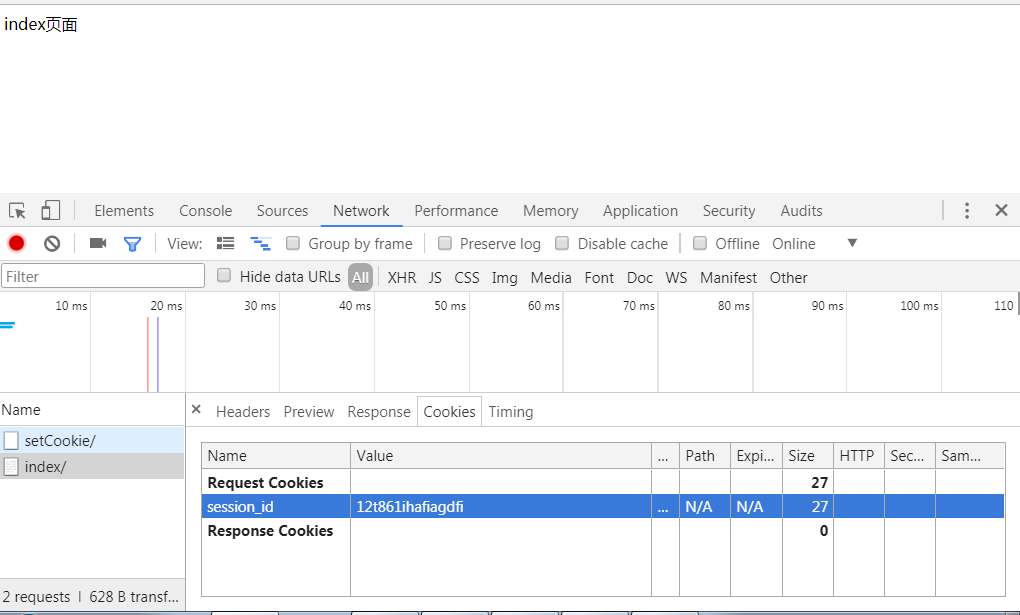 index页面
Elements Console Sources Network Performance Memory Application Security Audits
View: Group by frame Preserve log Disable cache Offline Online
Filter Hide data URLs All XHR JS CSS Img Media Font Doc WS Manifest Other
10 ms 20 ms 30 ms 40 ms 50 ms 60 ms 70 ms 80 ms 90 ms 100 ms 110
Name Headers Preview Response Cookies Timing
setCookie/
index/
Name Value ... Path Expi... Size HTTP Sec... Sam...
Request Cookies 27
session_id 12t861ihafiagdfi ... N/A N/A 27
Response Cookies 0
2 requests | 628 B transf...